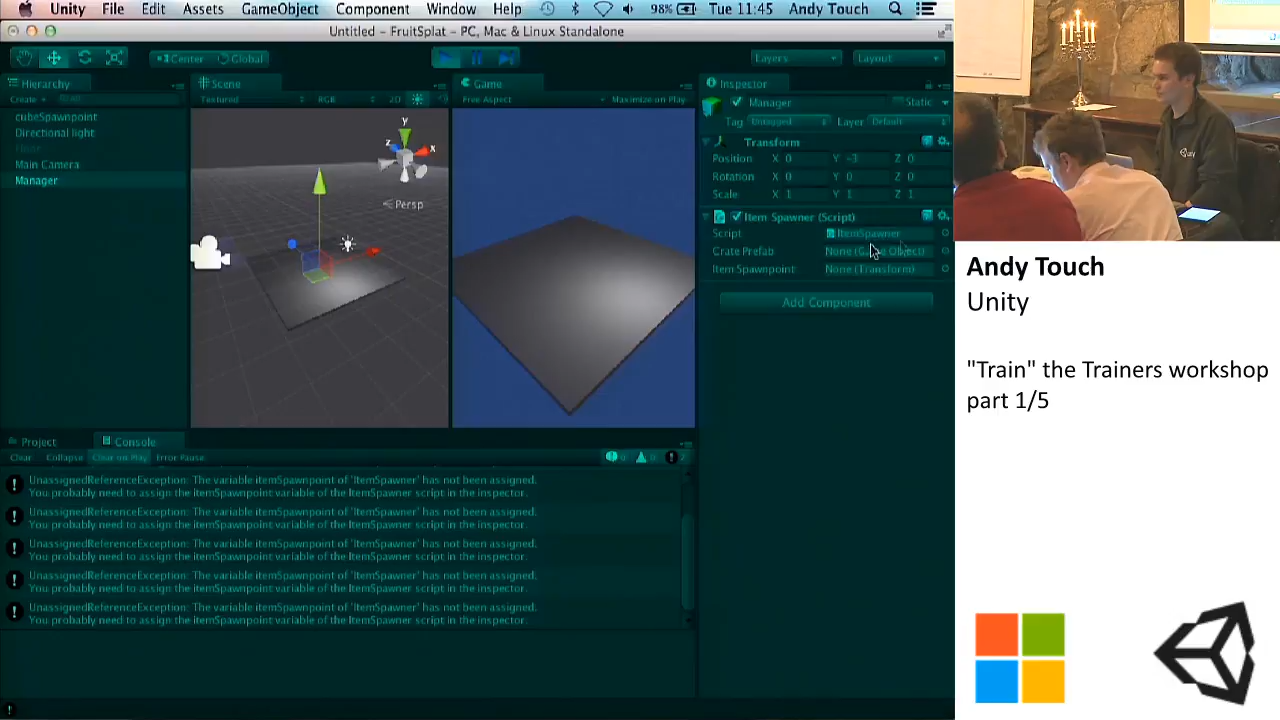 Unity File Edit Assets GameObject Component Window Help 98% Tue 11:45 Andy Touch
Untitled – FruitSplat – PC, Mac & Linux Standalone
Center Global Layers Layout
Hierarchy
Create
cubeSpawnpoint
Directional light
Main Camera
Manager
Scene
Textured RGB 2D
y
z x
Persp
Game
Free Aspect Maximize on Play
Inspector
Manager Static
Tag Untagged Layer Default
Transform
Position X 0 Y -3 Z 0
Rotation X 0 Y 0 Z 0
Scale X 1 Y 1 Z 1
Item Spawner (Script)
Script ItemSpawner
Crate Prefab None (Game Object)
Item Spawnpoint None (Transform)
Add Component
Project Console
Clear Collapse Clear on Play Error Pause
UnassignedReferenceException: The variable itemSpawnpoint of 'ItemSpawner' has not been assigned.
You probably need to assign the itemSpawnpoint variable of the ItemSpawner script in the inspector.
UnassignedReferenceException: The variable itemSpawnpoint of 'ItemSpawner' has not been assigned.
You probably need to assign the itemSpawnpoint variable of the ItemSpawner script in the inspector.
UnassignedReferenceException: The variable itemSpawnpoint of 'ItemSpawner' has not been assigned.
You probably need to assign the itemSpawnpoint variable of the ItemSpawner script in the inspector.
UnassignedReferenceException: The variable itemSpawnpoint of 'ItemSpawner' has not been assigned.
You probably need to assign the itemSpawnpoint variable of the ItemSpawner script in the inspector.
UnassignedReferenceException: The variable itemSpawnpoint of 'ItemSpawner' has not been assigned.
You probably need to assign the itemSpawnpoint variable of the ItemSpawner script in the inspector.
Andy Touch
Unity
"Train" the Trainers workshop
part 1/5